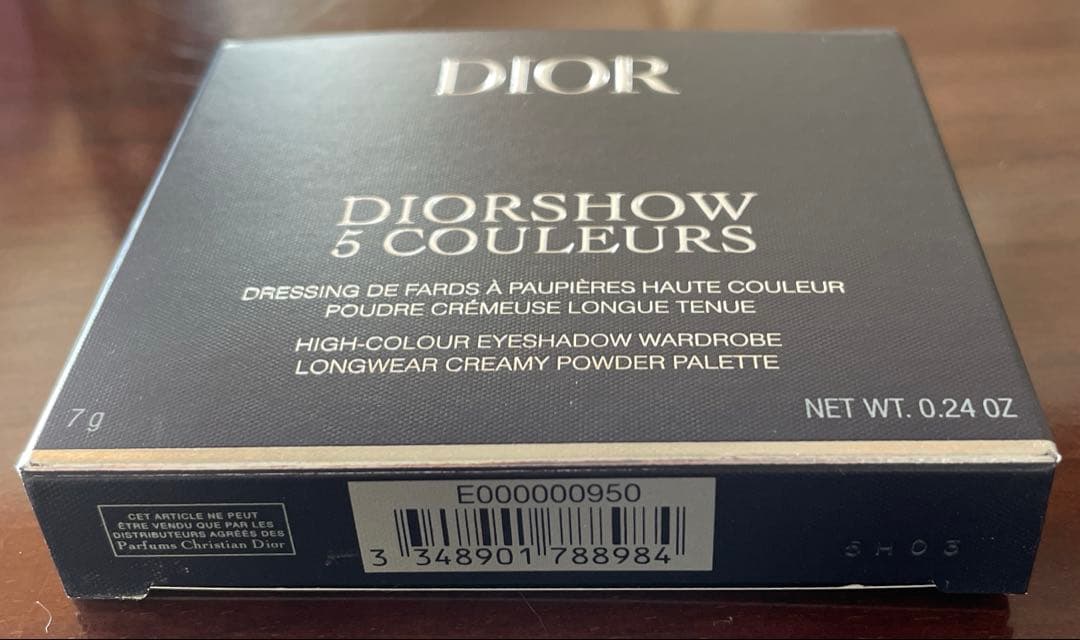 DIOR
DIORSHOW
5 COULEURS
DRESSING DE FARDS À PAUPIÈRES HAUTE COULEUR
POUDRE CRÉMEUSE LONGUE TENUE
HIGH-COLOUR EYESHADOW WARDROBE
LONGWEAR CREAMY POWDER PALETTE
7 g
NET WT. 0.24 OZ
CET ARTICLE NE PEUT
ÊTRE VENDU QUE PAR LES
DISTRIBUTEURS AGRÉÉS DES
Parfums Christian Dior
E000000950
3 348901 788984
5H03